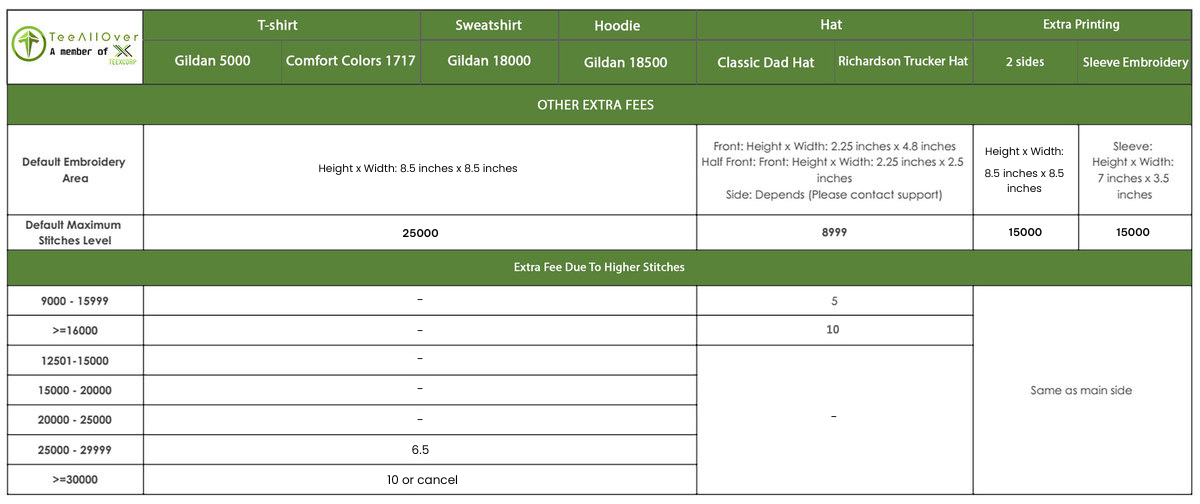 TeeAllOver
A member of
TEEXCORP
T-shirt
Sweatshirt
Hoodie
Hat
Extra Printing
Gildan 5000
Comfort Colors 1717
Gildan 18000
Gildan 18500
Classic Dad Hat
Richardson Trucker Hat
2 sides
Sleeve Embroidery
OTHER EXTRA FEES
Default Embroidery
Area
Height x Width: 8.5 inches x 8.5 inches
Front: Height x Width: 2.25 inches x 4.8 inches
Half Front: Front: Height x Width: 2.25 inches x 2.5
inches
Side: Depends (Please contact support)
Height x Width:
8.5 inches x 8.5
inches
Sleeve:
Height x Width:
7 inches x 3.5
inches
Default Maximum
Stitches Level
25000
8999
15000
15000
Extra Fee Due To Higher Stitches
9000 - 15999
-
5
>=16000
-
10
12501-15000
-
15000 - 20000
-
Same as main side
20000 - 25000
-
-
25000 - 29999
6.5
>=30000
10 or cancel